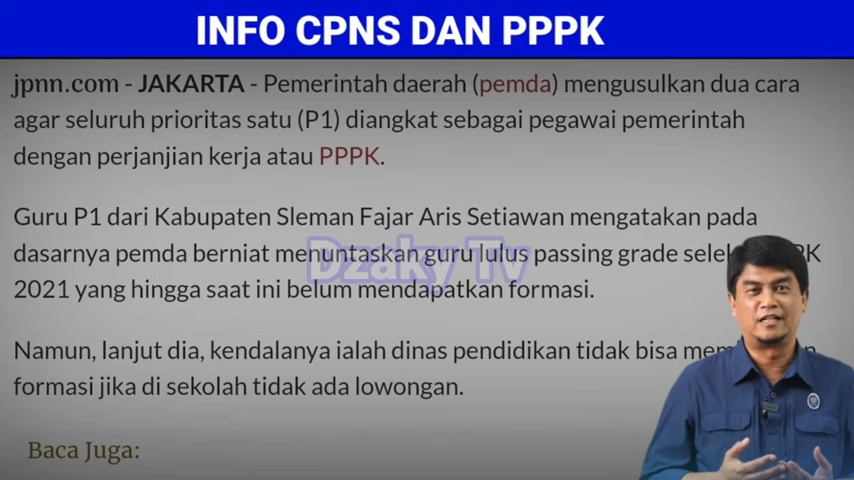 INFO CPNS DAN PPPK
jpnn.com - JAKARTA - Pemerintah daerah (pemda) mengusulkan dua cara
agar seluruh prioritas satu (P1) diangkat sebagai pegawai pemerintah
dengan perjanjian kerja atau PPPK.
Guru P1 dari Kabupaten Sleman Fajar Aris Setiawan mengatakan pada
dasarnya pemda berniat menuntaskan guru lulus passing grade
Dzaky Tv
2021 yang hingga saat ini belum mendapatkan formasi.
Namun, lanjut dia, kendalanya ialah dinas pendidikan tidak bisa
formasi jika di sekolah tidak ada lowongan.
Baca Juga: